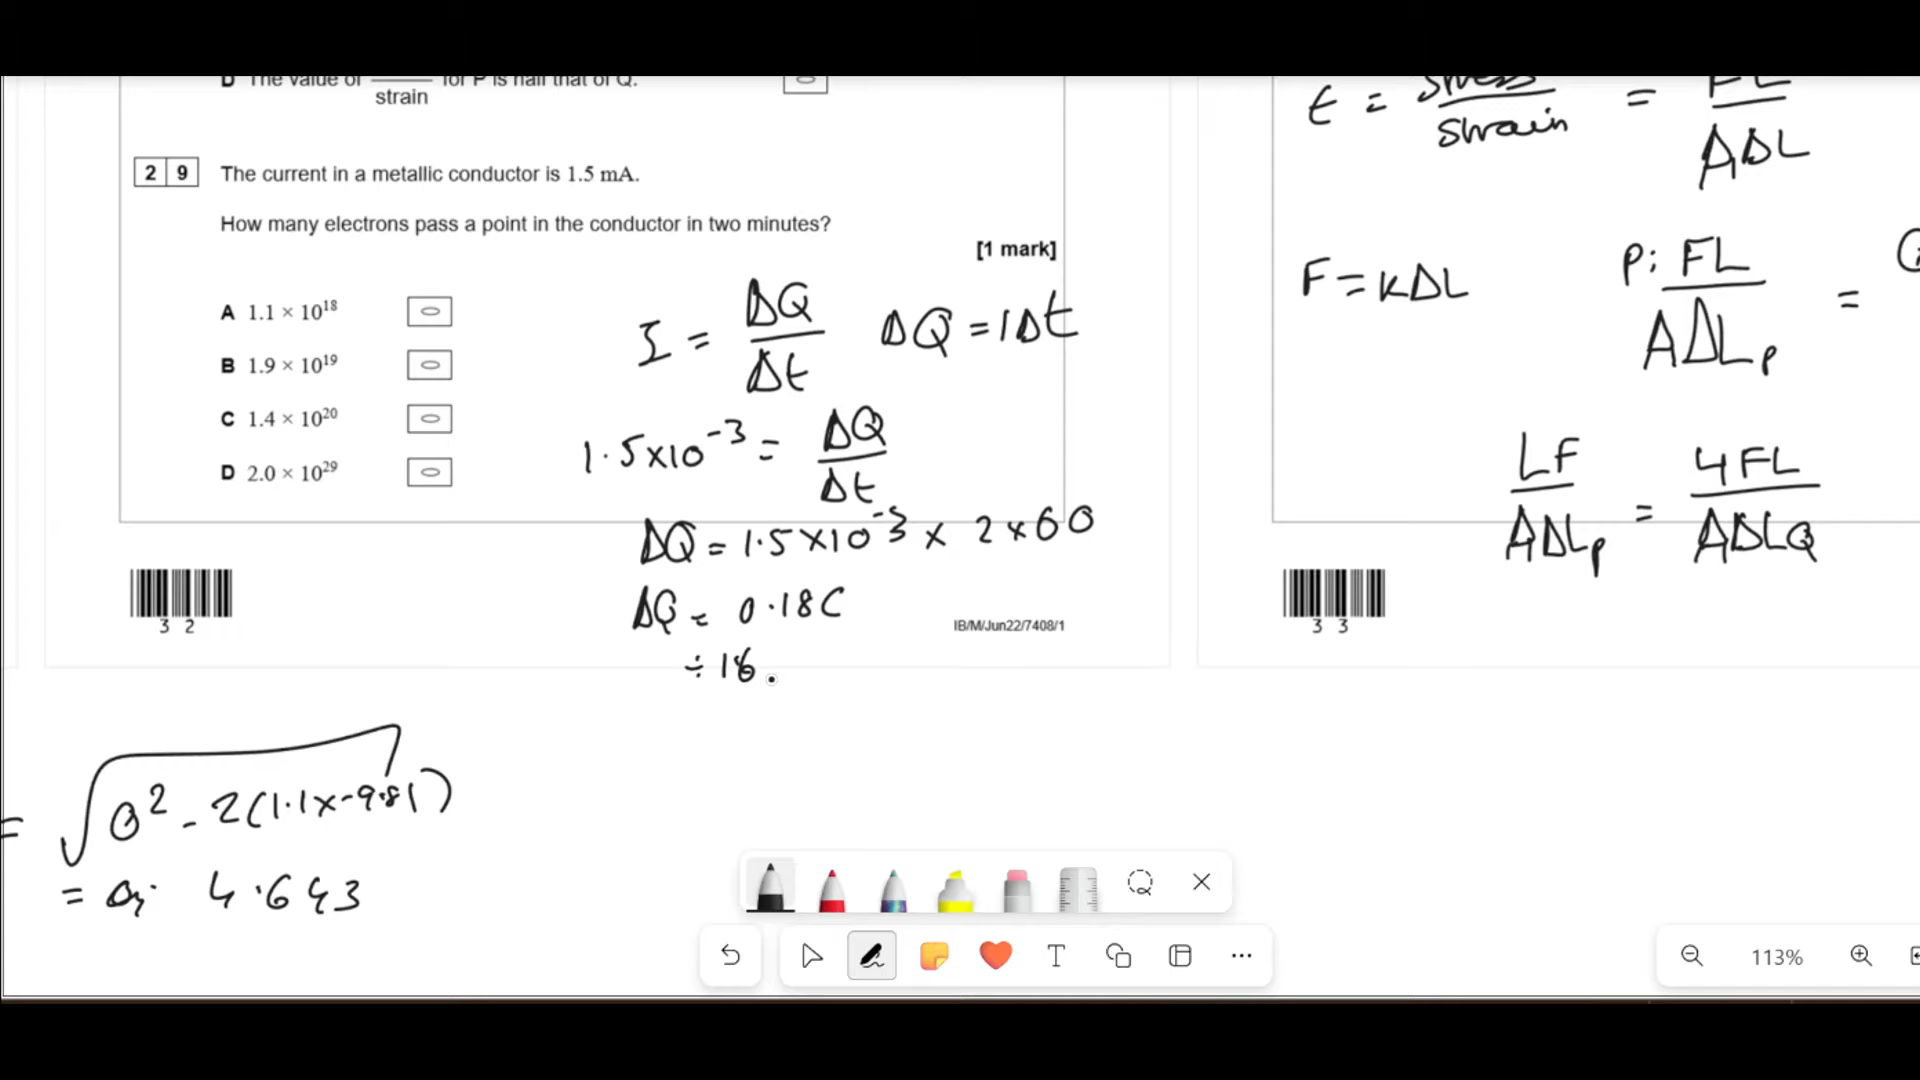 D The value of ——— for P is half that of Q.
strain
2 9 The current in a metallic conductor is 1.5 mA.
How many electrons pass a point in the conductor in two minutes?
[1 mark]
A 1.1 × 10¹⁸
B 1.9 × 10¹⁹
C 1.4 × 10²⁰
D 2.0 × 10²⁹
I = ΔQ/Δt ΔQ = IΔt
1.5×10⁻³ = ΔQ/Δt
ΔQ = 1.5×10⁻³ × 2×60
ΔQ = 0.18C
÷ 16
3 2
IB/M/Jun22/7408/1
= √0² - 2(1.1×-9.81)
= 4.643
E = stress/strain = FL/AΔL
F = kΔL P: FL/AΔLp =
LF/AΔLp = 4FL/AΔLQ
3 3
T
113%